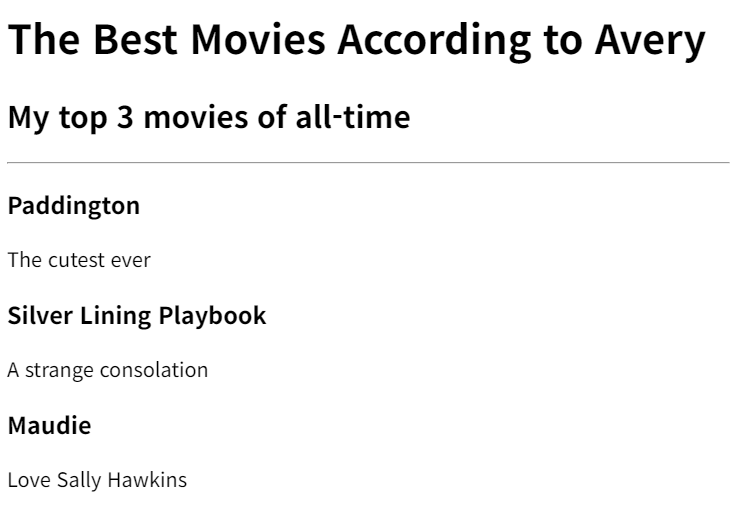 The Best Movies According to Avery
My top 3 movies of all-time
Paddington
The cutest ever
Silver Lining Playbook
A strange consolation
Maudie
Love Sally Hawkins